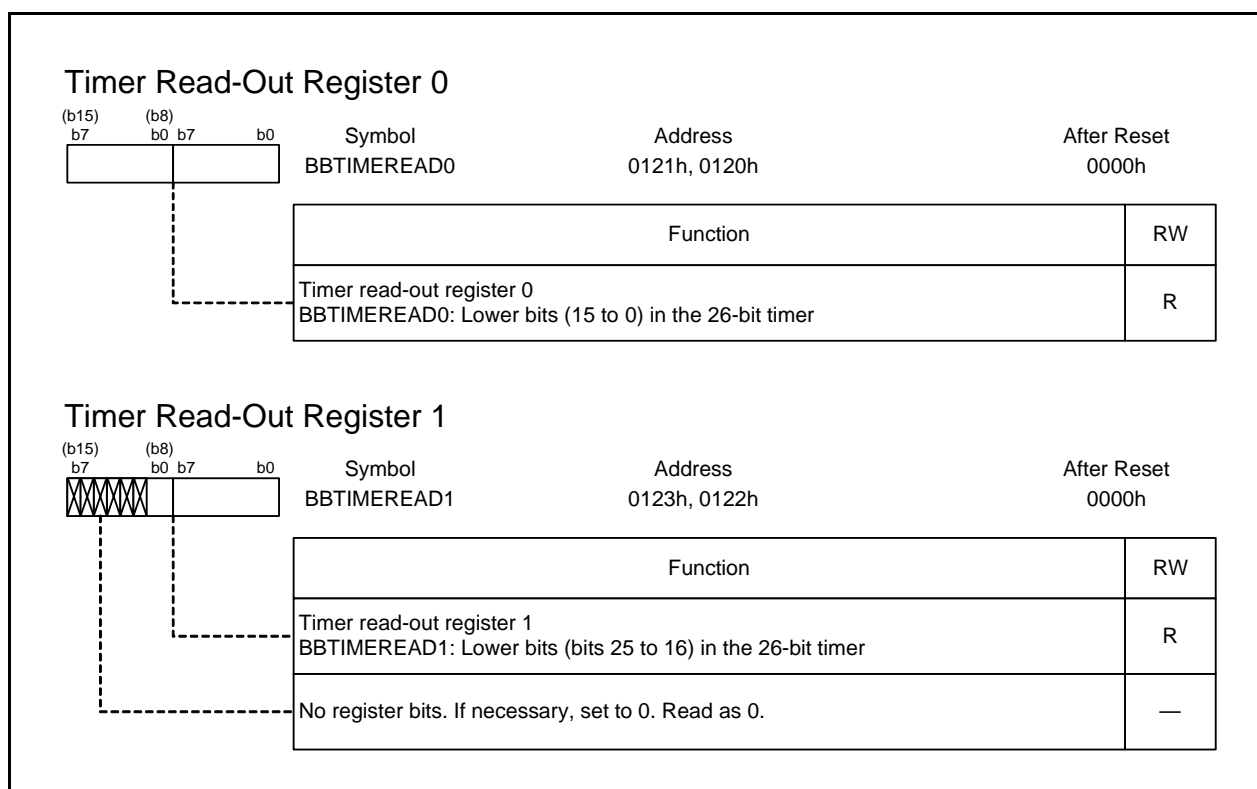 Timer Read-Out Register 0
(b15) (b8)
b7 b0 b7 b0 Symbol Address After Reset
BBTIMEREAD0 0121h, 0120h 0000h
Function RW
Timer read-out register 0
BBTIMEREAD0: Lower bits (15 to 0) in the 26-bit timer R
Timer Read-Out Register 1
(b15) (b8)
b7 b0 b7 b0 Symbol Address After Reset
BBTIMEREAD1 0123h, 0122h 0000h
Function RW
Timer read-out register 1
BBTIMEREAD1: Lower bits (bits 25 to 16) in the 26-bit timer R
No register bits. If necessary, set to 0. Read as 0. —